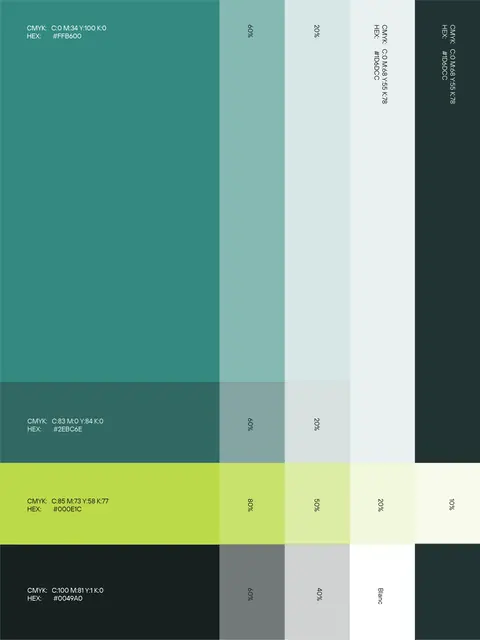 CMYK: C:0 M:34 Y:100 K:0
HEX: #FFB600
60%
20%
CMYK: C:0 M:68 Y:55 K:78
HEX: #1D6DCC
CMYK: C:0 M:68 Y:55 K:78
HEX: #1D6DCC
CMYK: C:83 M:0 Y:84 K:0
HEX: #2EBC6E
60%
20%
CMYK: C:85 M:73 Y:58 K:77
HEX: #000E1C
80%
50%
20%
10%
CMYK: C:100 M:81 Y:1 K:0
HEX: #0049A0
60%
40%
Blanc